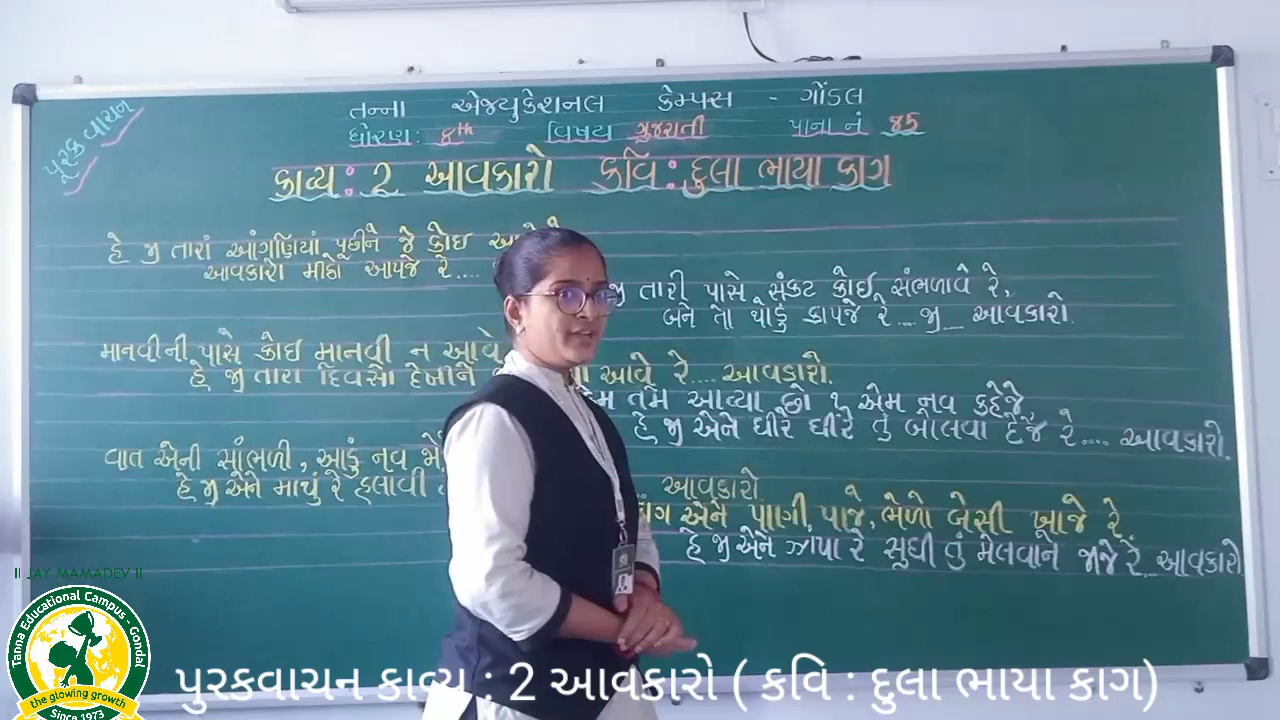 પૂરક વાચન
તન્ના એજ્યુકેશનલ કેમ્પસ - ગોંડલ
ધોરણ: 8th વિષય ગુજરાતી પાના નં 85
કાવ્ય: 2 આવકારો કવિ: દુલા ભાયા કાગ
હે જી તારાં આંગણિયાં પૂછીને જે કોઇ
આવકારો મીઠો આપજે રે....
જી તારી પાસે સંકટ કોઈ સંભળાવે રે,
બને તો થોડું કાપજે રે.... જી... આવકારો.
માનવીની પાસે કોઇ માનવી ન આવે
હે જી તારા દિવસો દેખીને
આવે રે.... આવકારો.
કેમ તમે આવ્યા છો ? એમ નવ કહેજે
હે જી એને ધીરે ધીરે તું બોલવા દેજે રે.... આવકારો.
વાત એની સાંભળી, આડું નવ
હે જી એને માથું રે હલાવી
આવકારો.
કાગ એને પાણી પાજે, ભેળો બેસી ખાજે રે,
હે જી એને ઝાંપા રે સુધી તું મેલવાને જાજે રે... આવકારો
|| JAY MAMADEV ||
Tanna Educational Campus - Gondal
the glowing growth
Since 1973
પુરકવાચન કાવ્ય : 2 આવકારો ( કવિ : દુલા ભાયા કાગ)